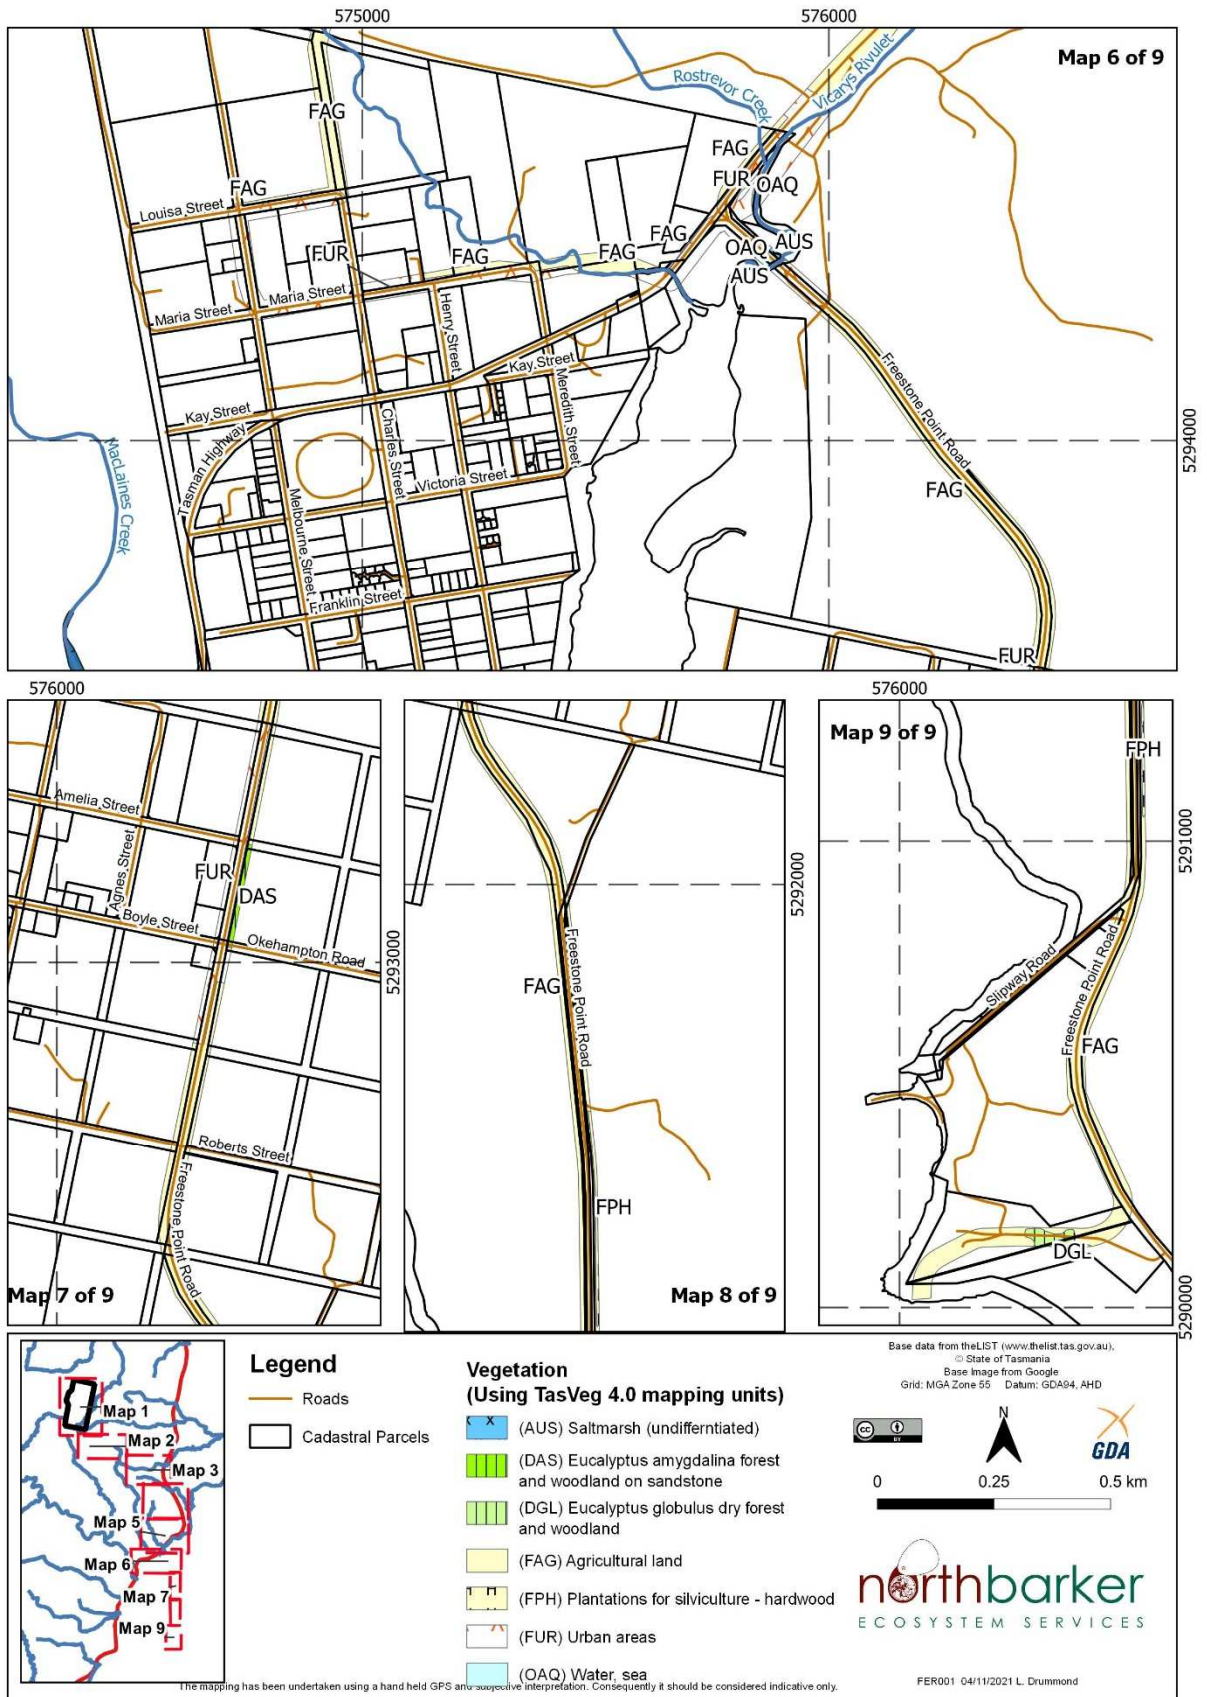 575000
576000
Map 6 of 9
Rostrevor Creek
Vicarys Rivulet
FAG
FAG
FUR
OAQ
FAG
Louisa Street
FAG
FUR
FAG
FAG
OAQ
AUS
AUS
Maria Street
Maria Street
Henry Street
Kay Street
Meredith Street
Freestone Point Road
Kay Street
Tasman Highway
Charles Street
5294000
MacLaines Creek
Victoria Street
FAG
Melbourne Street
Franklin Street
FUR
576000
Amelia Street
Agnes Street
FUR
DAS
Boyle Street
Okehampton Road
5293000
Roberts Street
Freestone Point Road
Map 7 of 9
5292000
FAG
Freestone Point Road
FPH
Map 8 of 9
576000
Map 9 of 9
FPH
5291000
Slipway Road
Freestone Point Road
FAG
DGL
5290000
Map 1
Map 2
Map 3
Map 5
Map 6
Map 7
Map 9
Legend
Roads
Cadastral Parcels
Vegetation
(Using TasVeg 4.0 mapping units)
(AUS) Saltmarsh (undifferntiated)
(DAS) Eucalyptus amygdalina forest
and woodland on sandstone
(DGL) Eucalyptus globulus dry forest
and woodland
(FAG) Agricultural land
(FPH) Plantations for silviculture - hardwood
(FUR) Urban areas
(OAQ) Water, sea
Base data from theLIST (www.thelist.tas.gov.au),
© State of Tasmania
Base Image from Google
Grid: MGA Zone 55 Datum: GDA94, AHD
cc BY
N
GDA
0 0.25 0.5 km
northbarker
ECOSYSTEM SERVICES
The mapping has been undertaken using a hand held GPS and subjective interpretation. Consequently it should be considered indicative only.
FER001 04/11/2021 L. Drummond